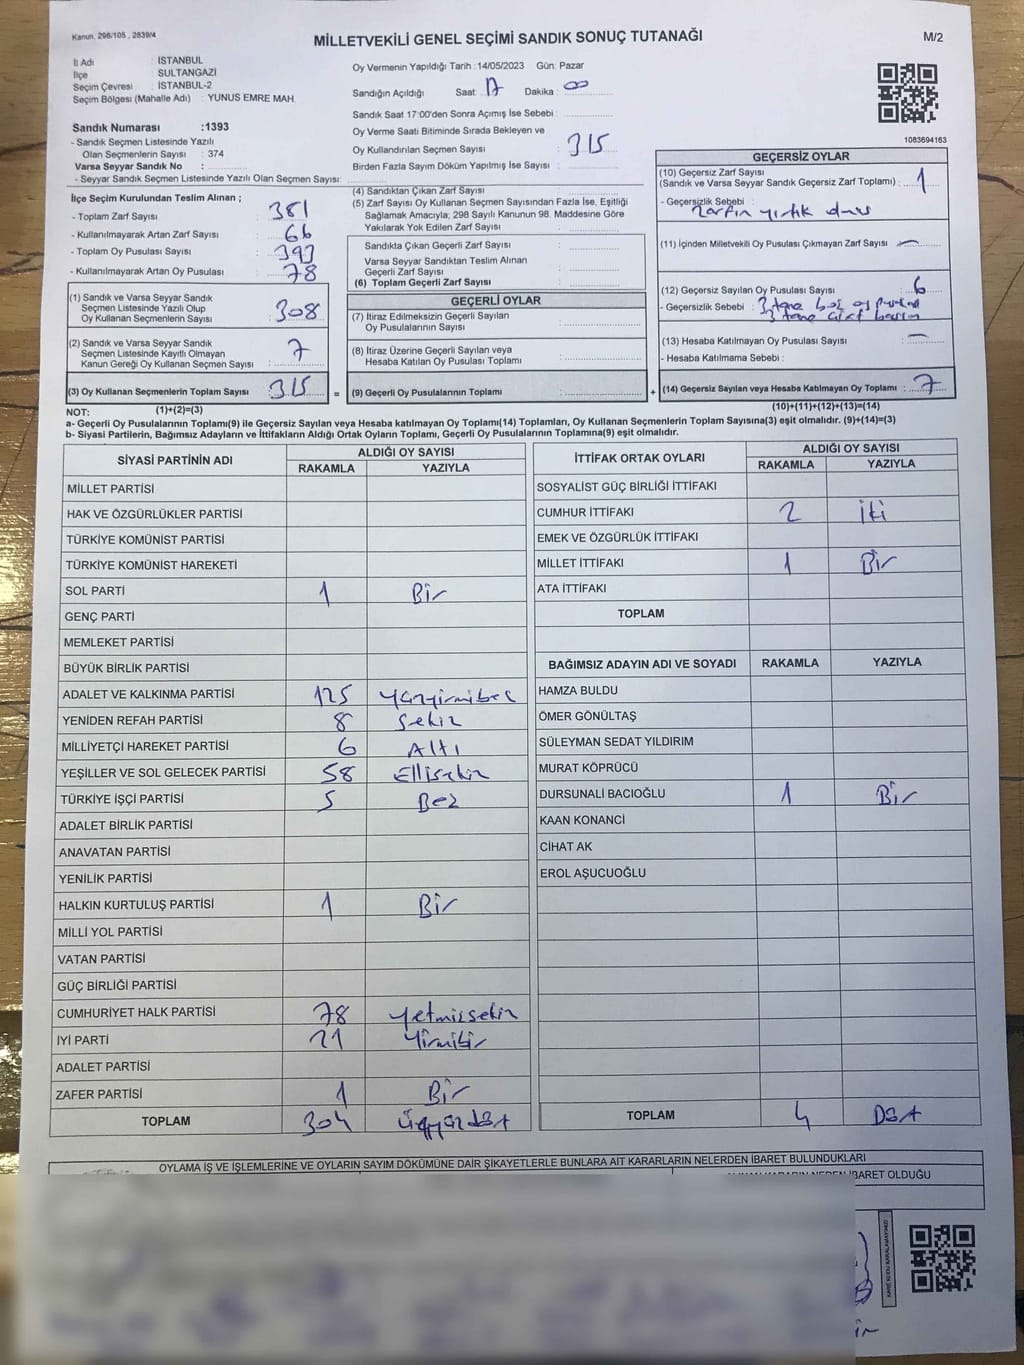 Kanun, 298/105 , 2839/4
MİLLETVEKİLİ GENEL SEÇİMİ SANDIK SONUÇ TUTANAĞI
M/2
İl Adı : İSTANBUL
İlçe : SULTANGAZİ
Seçim Çevresi : İSTANBUL-2
Seçim Bölgesi (Mahalle Adı) : YUNUS EMRE MAH.
Sandık Numarası :1393
- Sandık Seçmen Listesinde Yazılı
Olan Seçmenlerin Sayısı : 374
Varsa Seyyar Sandık No :
- Seyyar Sandık Seçmen Listesinde Yazılı Olan Seçmen Sayısı:
Oy Vermenin Yapıldığı Tarih : 14/05/2023 Gün: Pazar
Sandığın Açıldığı Saat : 17 Dakika : 00
Sandık Saat 17:00'den Sonra Açımış İse Sebebi :
Oy Verme Saati Bitiminde Sırada Bekleyen ve
Oy Kullandırılan Seçmen Sayısı : 315
Birden Fazla Sayım Döküm Yapılmış İse Sayısı :
1083694163
İlçe Seçim Kurulundan Teslim Alınan ;
- Toplam Zarf Sayısı : 381
- Kullanılmayarak Artan Zarf Sayısı : 66
- Toplam Oy Pusulası Sayısı : 393
- Kullanılmayarak Artan Oy Pusulası : 78
(1) Sandık ve Varsa Seyyar Sandık
Seçmen Listesinde Yazılı Olup
Oy Kullanan Seçmenlerin Sayısı : 308
(2) Sandık ve Varsa Seyyar Sandık
Seçmen Listesinde Kayıtlı Olmayan
Kanun Gereği Oy Kullanan Seçmen Sayısı : 7
(3) Oy Kullanan Seçmenlerin Toplam Sayısı : 315 =
(4) Sandıktan Çıkan Zarf Sayısı :
(5) Zarf Sayısı Oy Kullanan Seçmen Sayısından Fazla İse, Eşitliği
Sağlamak Amacıyla, 298 Sayılı Kanunun 98. Maddesine Göre
Yakılarak Yok Edilen Zarf Sayısı :
Sandıkta Çıkan Geçerli Zarf Sayısı :
Varsa Seyyar Sandıktan Teslim Alınan
Geçerli Zarf Sayısı :
(6) Toplam Geçerli Zarf Sayısı :
GEÇERLİ OYLAR
(7) İtiraz Edilmeksizin Geçerli Sayılan
Oy Pusulalarının Sayısı :
(8) İtiraz Üzerine Geçerli Sayılan veya
Hesaba Katılan Oy Pusulası Toplamı :
(9) Geçerli Oy Pusulalarının Toplamı : +
GEÇERSİZ OYLAR
(10) Geçersiz Zarf Sayısı
(Sandık ve Varsa Seyyar Sandık Geçersiz Zarf Toplamı) : 1
- Geçersizlik Sebebi : zarfın yırtık
(11) İçinden Milletvekili Oy Pusulası Çıkmayan Zarf Sayısı : –
(12) Geçersiz Sayılan Oy Pusulası Sayısı : 6
- Geçersizlik Sebebi : 3 tane boş oy
3 tane çift
(13) Hesaba Katılmayan Oy Pusulası Sayısı : –
- Hesaba Katılmama Sebebi :
(14) Geçersiz Sayılan veya Hesaba Katılmayan Oy Toplamı : 7
NOT: (1)+(2)=(3) (10)+(11)+(12)+(13)=(14)
a- Geçerli Oy Pusulalarının Toplamı(9) ile Geçersiz Sayılan veya Hesaba katılmayan Oy Toplamı(14) Toplamları, Oy Kullanan Seçmenlerin Toplam Sayısına(3) eşit olmalıdır. (9)+(14)=(3)
b- Siyasi Partilerin, Bağımsız Adayların ve İttifakların Aldığı Ortak Oyların Toplamı, Geçerli Oy Pusulalarının Toplamına(9) eşit olmalıdır.
SİYASİ PARTİNİN ADI
ALDIĞI OY SAYISI
RAKAMLA YAZIYLA
MİLLET PARTİSİ
HAK VE ÖZGÜRLÜKLER PARTİSİ
TÜRKİYE KOMÜNİST PARTİSİ
TÜRKİYE KOMÜNİST HAREKETİ
SOL PARTİ 1 Bir
GENÇ PARTİ
MEMLEKET PARTİSİ
BÜYÜK BİRLİK PARTİSİ
ADALET VE KALKINMA PARTİSİ 125 Yüzyirmibeş
YENİDEN REFAH PARTİSİ 8 Sekiz
MİLLİYETÇİ HAREKET PARTİSİ 6 Altı
YEŞİLLER VE SOL GELECEK PARTİSİ 58 Ellisekiz
TÜRKİYE İŞÇİ PARTİSİ 5 Beş
ADALET BİRLİK PARTİSİ
ANAVATAN PARTİSİ
YENİLİK PARTİSİ
HALKIN KURTULUŞ PARTİSİ 1 Bir
MİLLİ YOL PARTİSİ
VATAN PARTİSİ
GÜÇ BİRLİĞİ PARTİSİ
CUMHURİYET HALK PARTİSİ 78 Yetmişsekiz
İYİ PARTİ 21 Yirmibir
ADALET PARTİSİ
ZAFER PARTİSİ 1 Bir
TOPLAM 304 Üçyüzdört
İTTİFAK ORTAK OYLARI
ALDIĞI OY SAYISI
RAKAMLA YAZIYLA
SOSYALİST GÜÇ BİRLİĞİ İTTİFAKI
CUMHUR İTTİFAKI 2 İki
EMEK VE ÖZGÜRLÜK İTTİFAKI
MİLLET İTTİFAKI 1 Bir
ATA İTTİFAKI
TOPLAM
BAĞIMSIZ ADAYIN ADI VE SOYADI RAKAMLA YAZIYLA
HAMZA BULDU
ÖMER GÖNÜLTAŞ
SÜLEYMAN SEDAT YILDIRIM
MURAT KÖPRÜCÜ
DURSUNALİ BACIOĞLU 1 Bir
KAAN KONANCİ
CİHAT AK
EROL AŞUCUOĞLU
TOPLAM 4 Dört
OYLAMA İŞ VE İŞLEMLERİNE VE OYLARIN SAYIM DÖKÜMÜNE DAİR ŞİKAYETLERLE BUNLARA AİT KARARLARIN NELERDEN İBARET BULUNDUKLARI
İBARET OLDUĞU